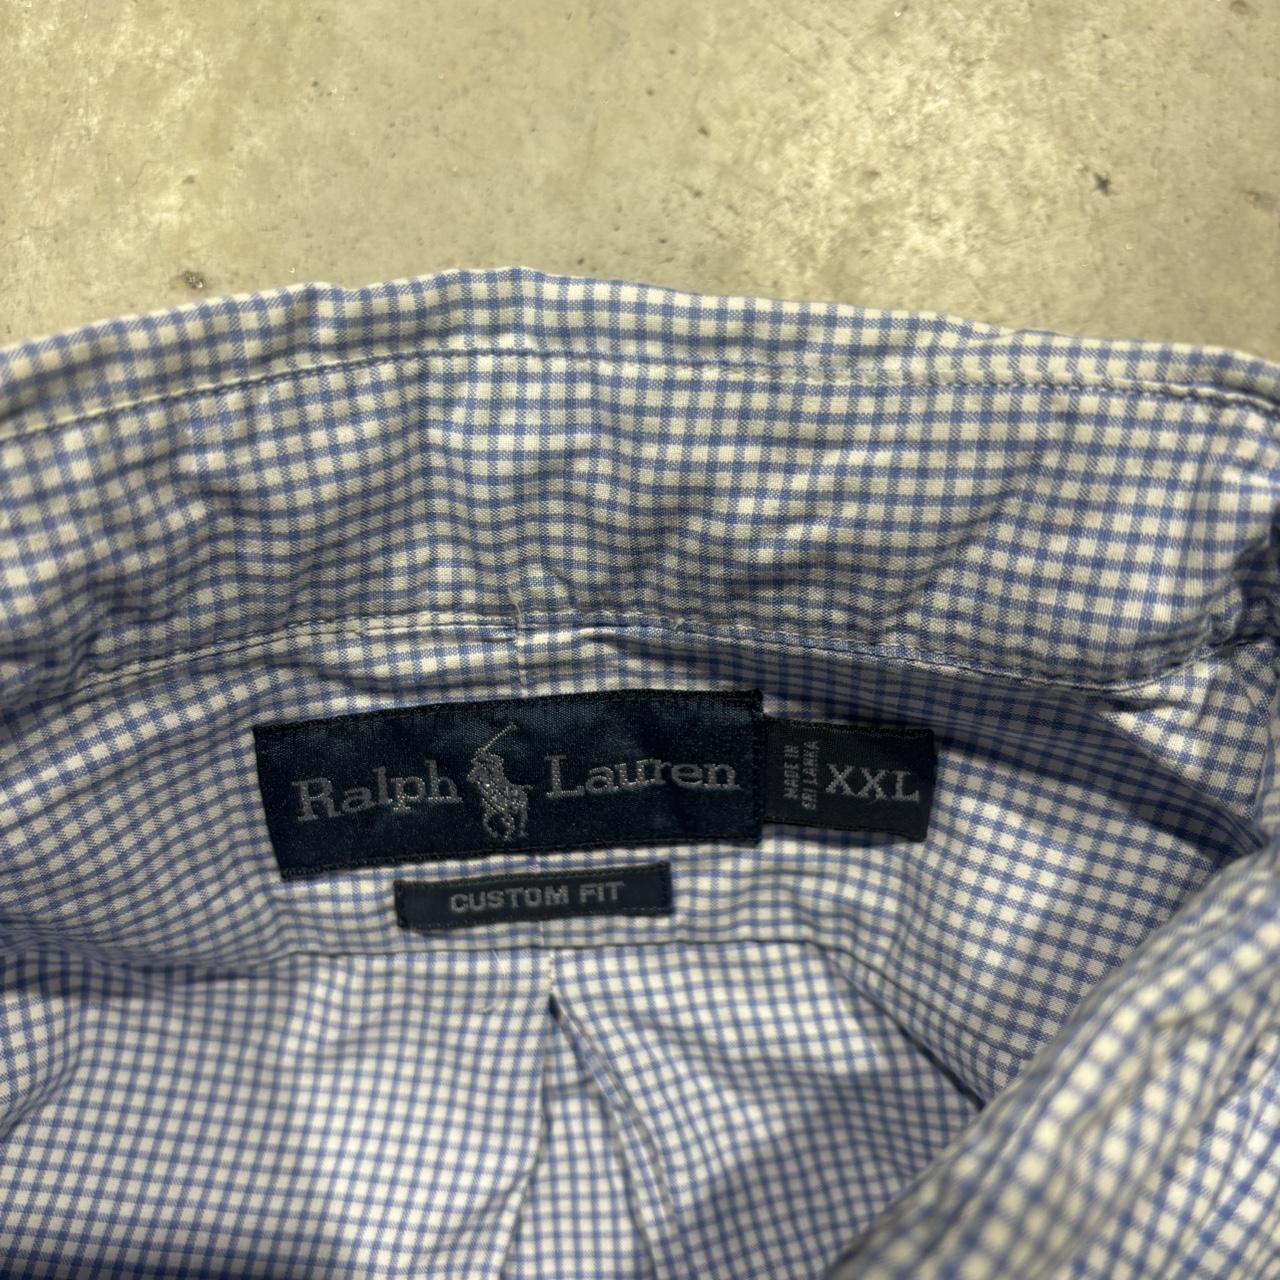 Ralph Lauren
MADE IN
SRI LANKA
XXL
CUSTOM FIT